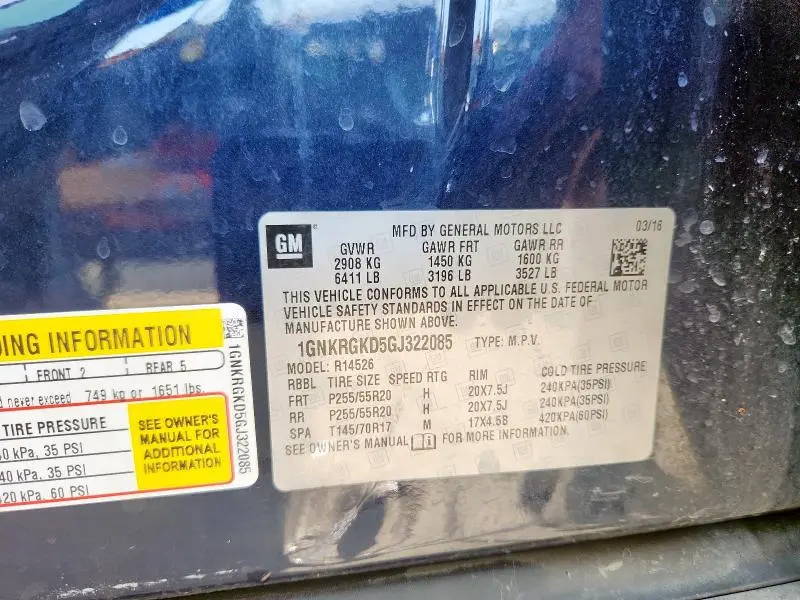 GM
MFD BY GENERAL MOTORS LLC
03/16
GVWR GAWR FRT GAWR RR
2908 KG 1450 KG 1600 KG
6411 LB 3196 LB 3527 LB
THIS VEHICLE CONFORMS TO ALL APPLICABLE U.S. FEDERAL MOTOR
VEHICLE SAFETY STANDARDS IN EFFECT ON THE DATE OF
MANUFACTURE SHOWN ABOVE.
1GNKRGKD5GJ322085 TYPE: M.P.V.
MODEL: R14526
RBBL TIRE SIZE SPEED RTG RIM COLD TIRE PRESSURE
FRT P255/55R20 H 20X7.5J 240KPA(35PSI)
RR P255/55R20 H 20X7.5J 240KPA(35PSI)
SPA T145/70R17 M 17X4.5B 420KPA(60PSI)
SEE OWNER'S MANUAL FOR MORE INFORMATION.
ING INFORMATION
FRONT 2 REAR 5
never exceed 749 kg or 1651 lbs.
TIRE PRESSURE
40 kPa, 35 PSI
20 kPa, 60 PSI
SEE OWNER'S
MANUAL FOR
ADDITIONAL
INFORMATION
1GNKRGKD5GJ322085